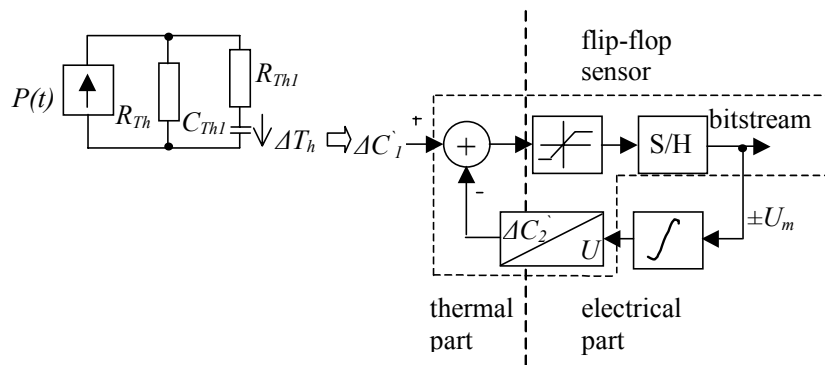 flip-flop
sensor
P(t)
R_Th
R_Th1
C_Th1
ΔT_h
ΔC`_1
+
+
-
S/H
bitstream
±U_m
ΔC_2`
U
∫
thermal
part
electrical
part